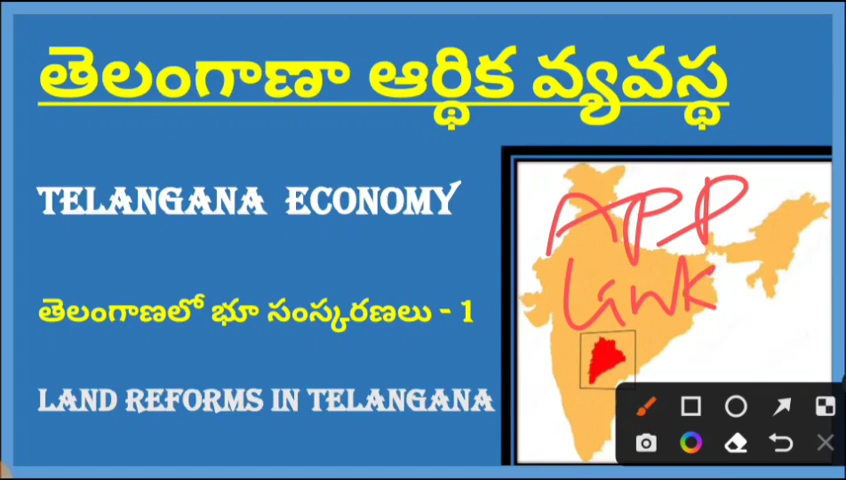 తెలంగాణా ఆర్థిక వ్యవస్థ
TELANGANA ECONOMY
తెలంగాణలో భూ సంస్కరణలు - 1
LAND REFORMS IN TELANGANA
APP
Link